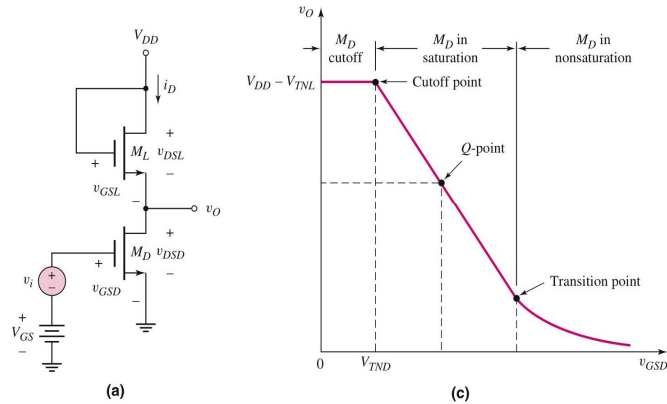 V_DD
i_D
+
M_L v_DSL
+
v_GSL
−
−
v_O
+
M_D v_DSD
+
v_i
+
−
v_GSD
−
−
+
V_GS
−
(a)
v_O
M_D cutoff
M_D in saturation
M_D in nonsaturation
V_DD − V_TNL
Cutoff point
Q-point
Transition point
0
V_TND
v_GSD
(c)